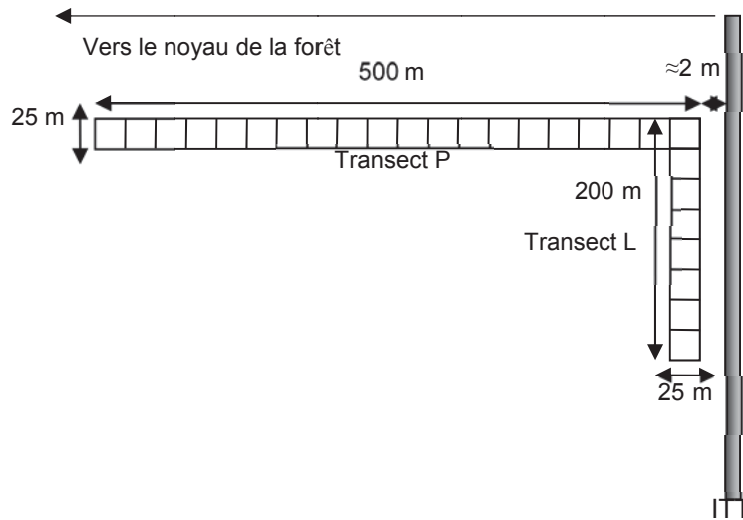 Vers le noyau de la forêt
500 m
≈2 m
25 m
Transect P
200 m
Transect L
25 m